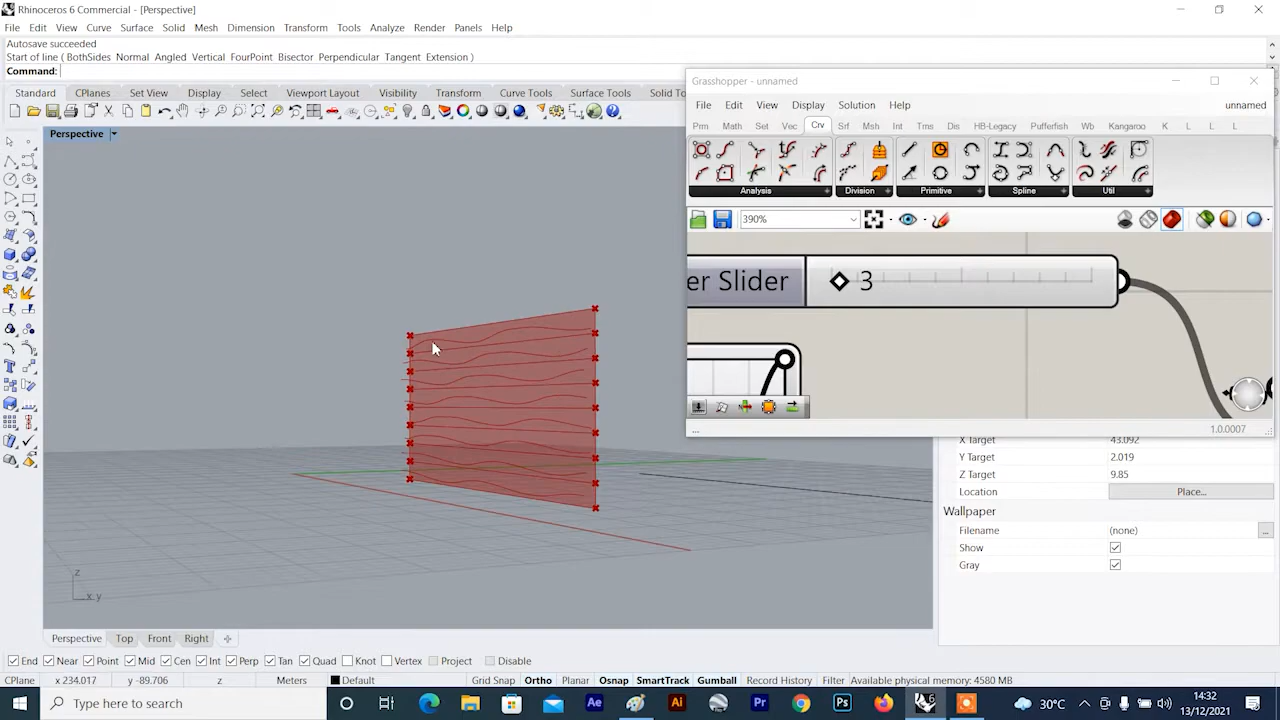 Rhinoceros 6 Commercial - [Perspective]
File Edit View Curve Surface Solid Mesh Dimension Transform Tools Analyze Render Panels Help
Autosave succeeded
Start of line ( BothSides Normal Angled Vertical FourPoint Bisector Perpendicular Tangent Extension )
Command:
Standard CPlanes Set View Display Select Viewport Layout Visibility Transform Curve Tools Surface Tools Solid To
Perspective
Grasshopper - unnamed
File Edit View Display Solution Help unnamed
Prm Math Set Vec Crv Srf Msh Int Tms Dis HB-Legacy Pufferfish Wb Kangaroo K L L L
Analysis Division Primitive Spline Util
390%
er Slider 3
...
1.0.0007
X Target 43.092
Y Target 2.019
Z Target 9.85
Location Place...
Wallpaper
Filename (none) ...
Show
Gray
z
x y
Perspective Top Front Right
End Near Point Mid Cen Int Perp Tan Quad Knot Vertex Project Disable
CPlane x 234.017 y -89.706 z Meters Default Grid Snap Ortho Planar Osnap SmartTrack Gumball Record History Filter Available physical memory: 4580 MB
Type here to search
Ae Ai Pr Ps 6
30°C
14:32
13/12/2021